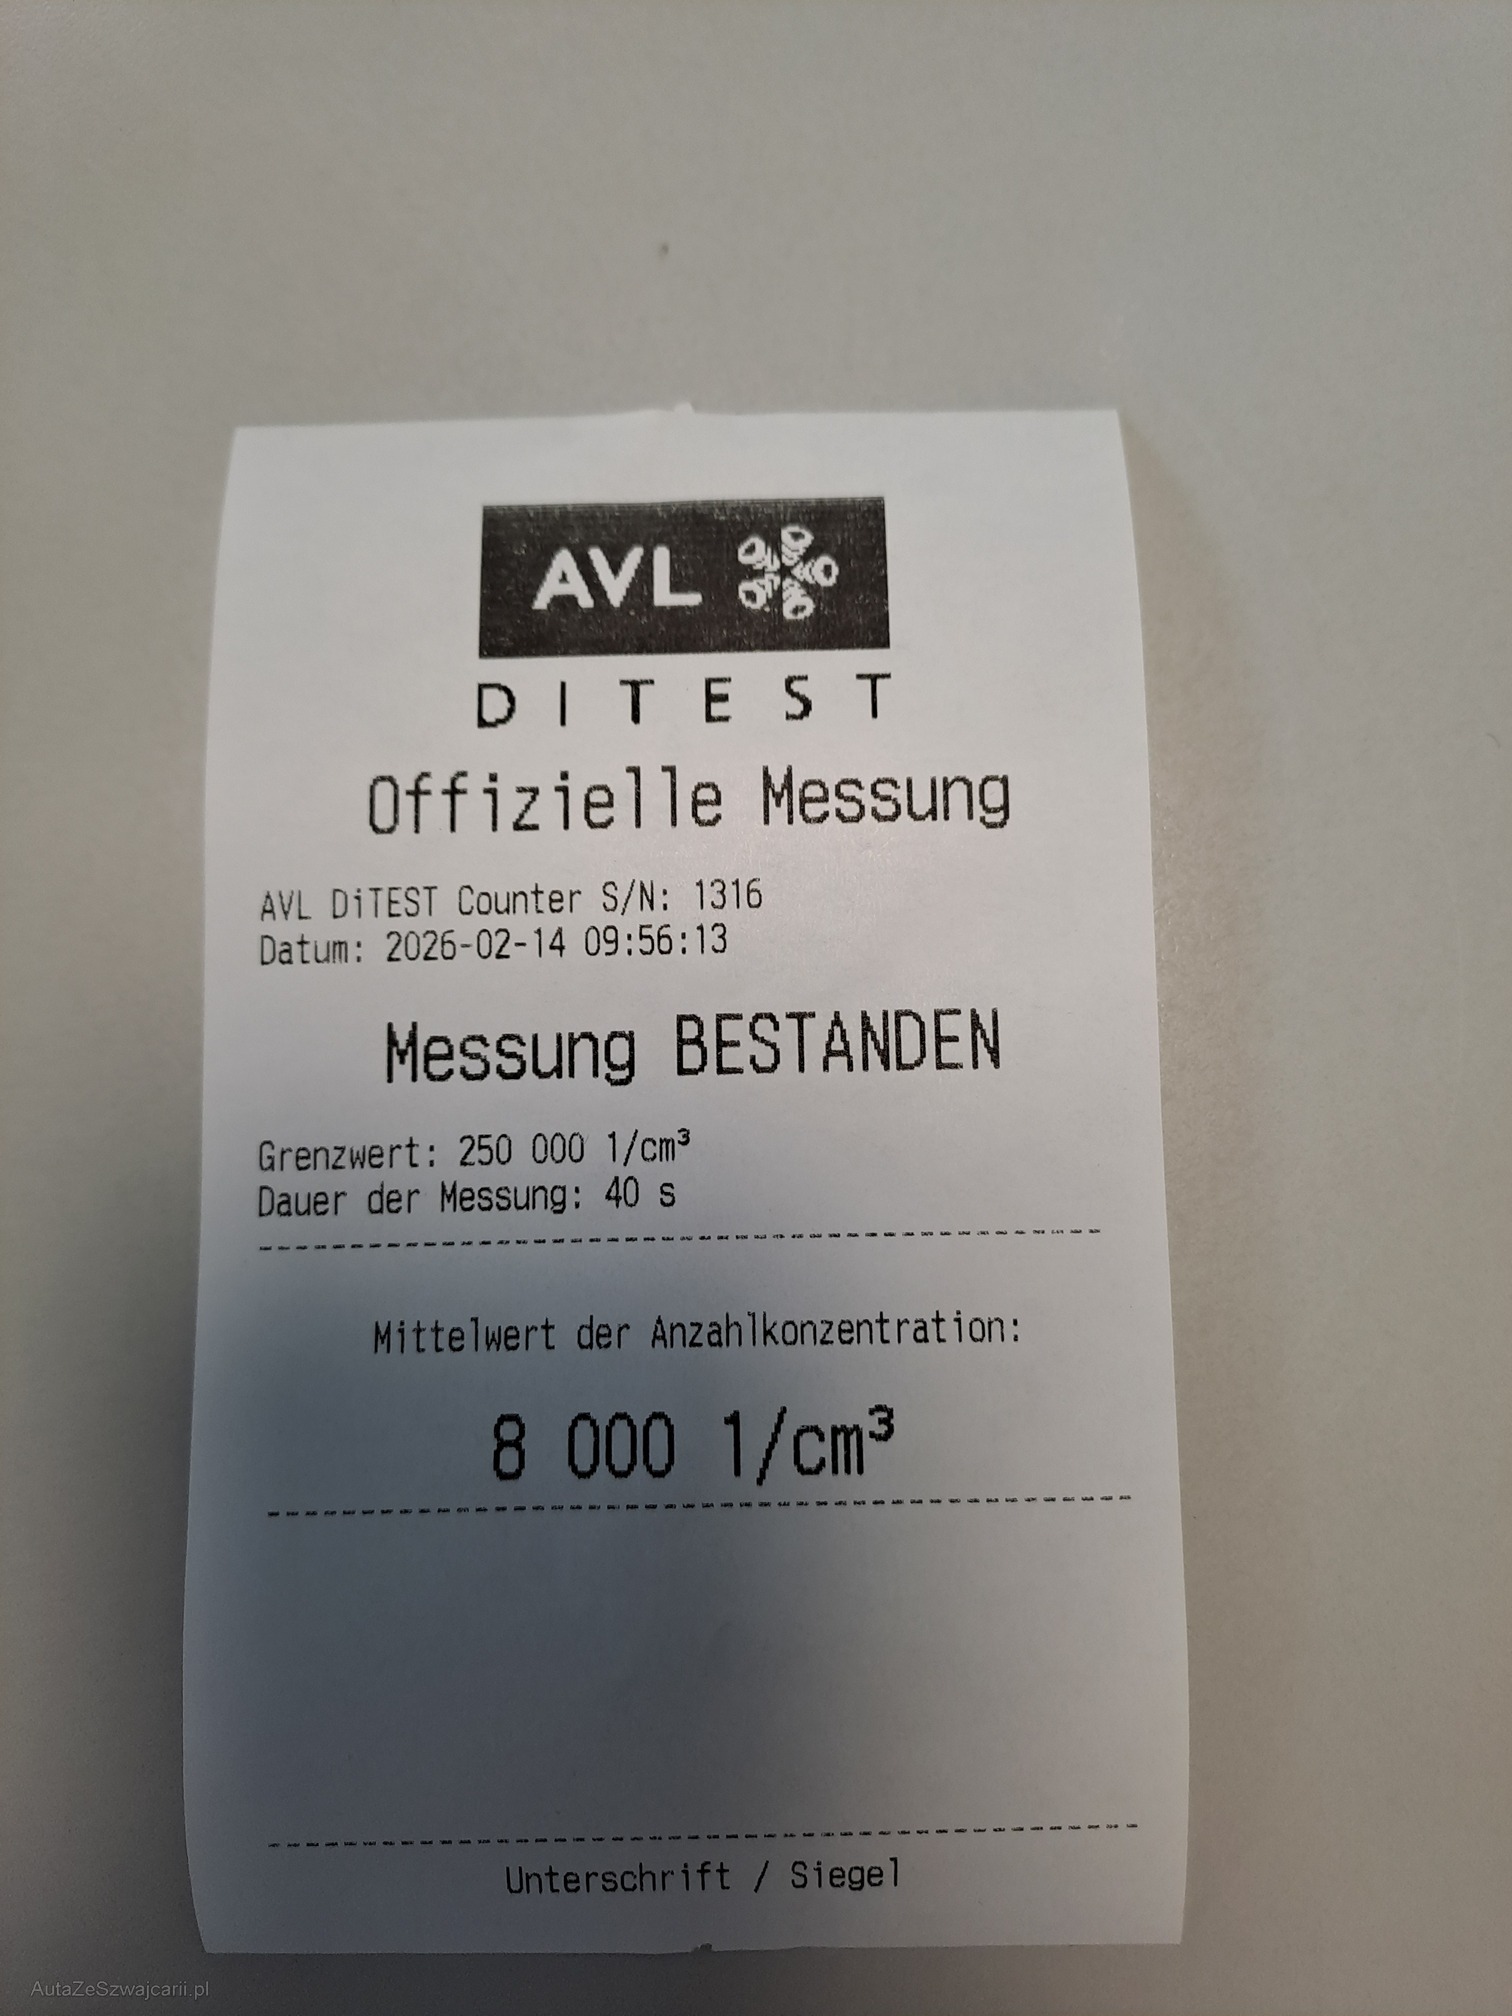 AVL
DITEST
Offizielle Messung
AVL DiTEST Counter S/N: 1316
Datum: 2026-02-14 09:56:13
Messung BESTANDEN
Grenzwert: 250 000 1/cm³
Dauer der Messung: 40 s
Mittelwert der Anzahlkonzentration:
8 000 1/cm³
Unterschrift / Siegel
AutaZeSzwajcarii.pl